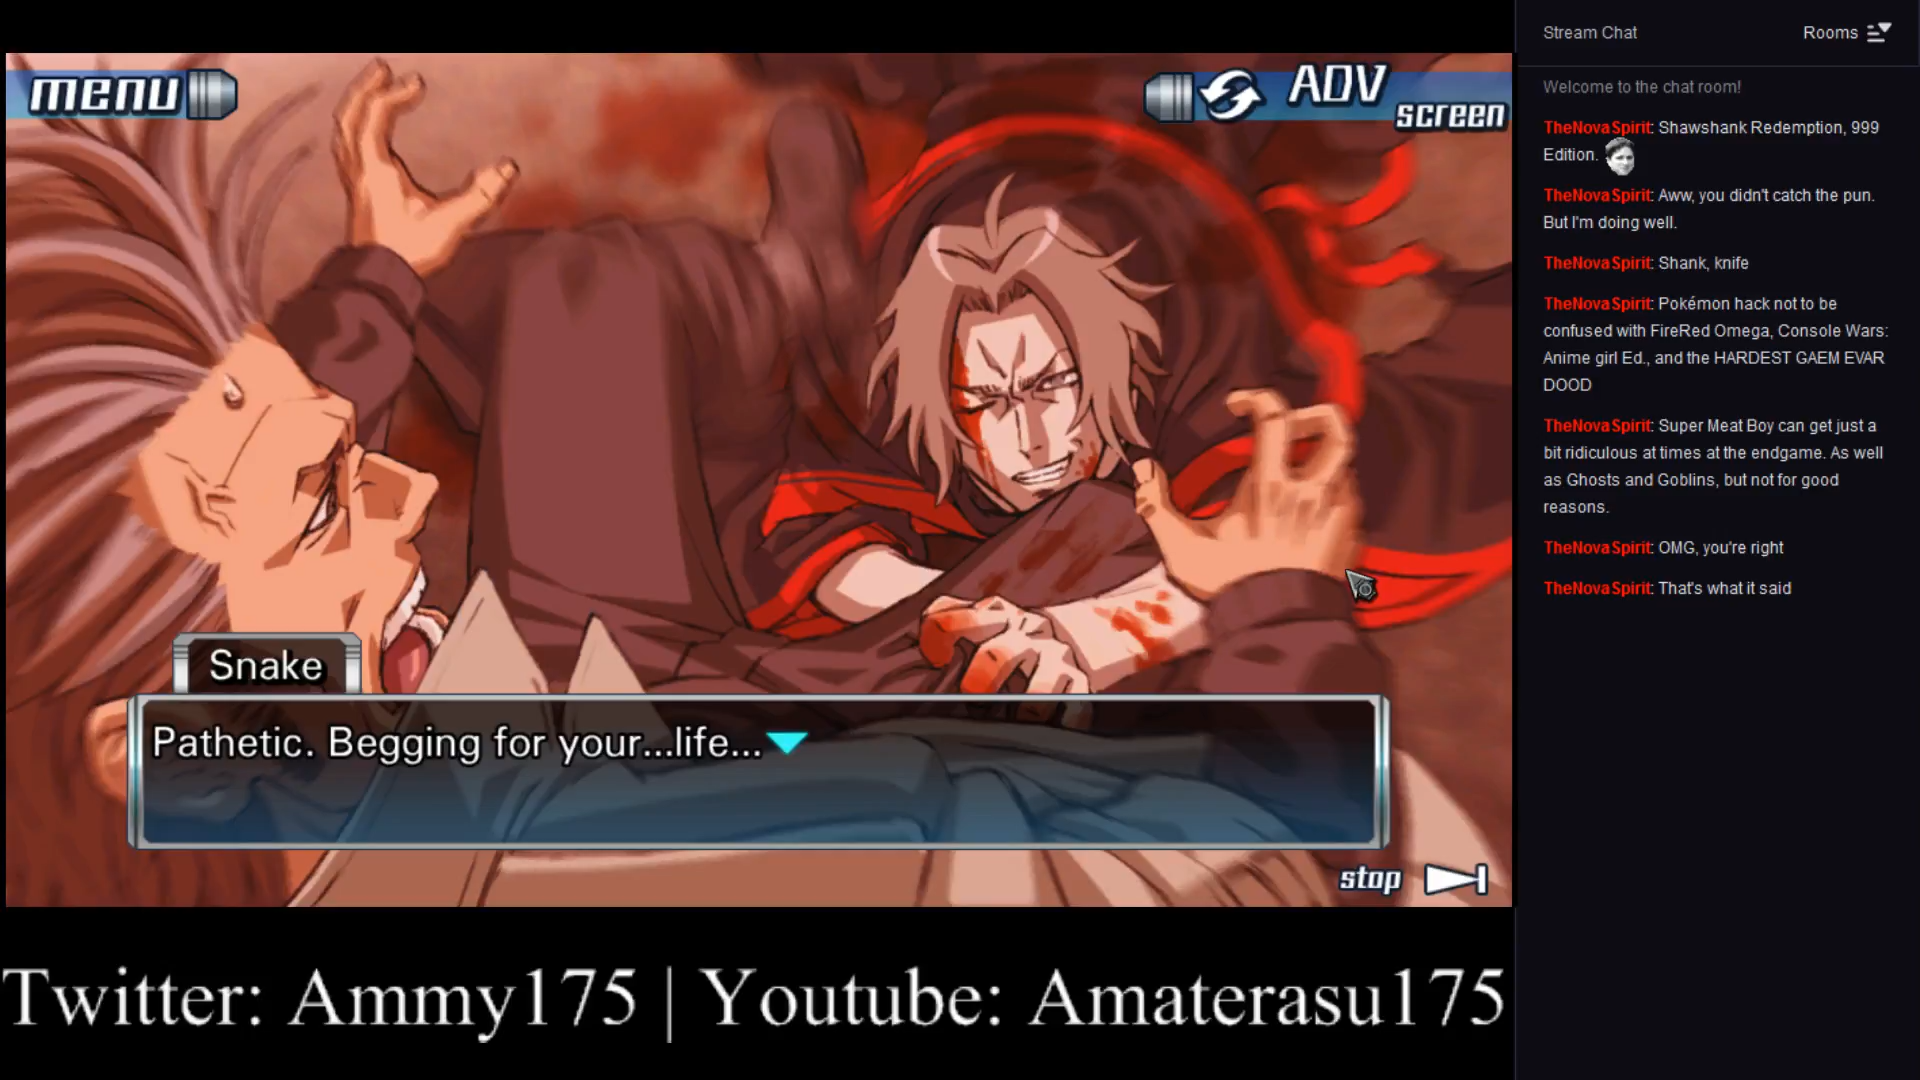 menu
ADV
screen
Snake
Pathetic. Begging for your...life...
stop
Twitter: Ammy175 | Youtube: Amaterasu175
Stream Chat
Rooms
Welcome to the chat room!
TheNovaSpirit: Shawshank Redemption, 999
Edition.
TheNovaSpirit: Aww, you didn't catch the pun.
But I'm doing well.
TheNovaSpirit: Shank, knife
TheNovaSpirit: Pokémon hack not to be
confused with FireRed Omega, Console Wars:
Anime girl Ed., and the HARDEST GAEM EVAR
DOOD
TheNovaSpirit: Super Meat Boy can get just a
bit ridiculous at times at the endgame. As well
as Ghosts and Goblins, but not for good
reasons.
TheNovaSpirit: OMG, you're right
TheNovaSpirit: That's what it said